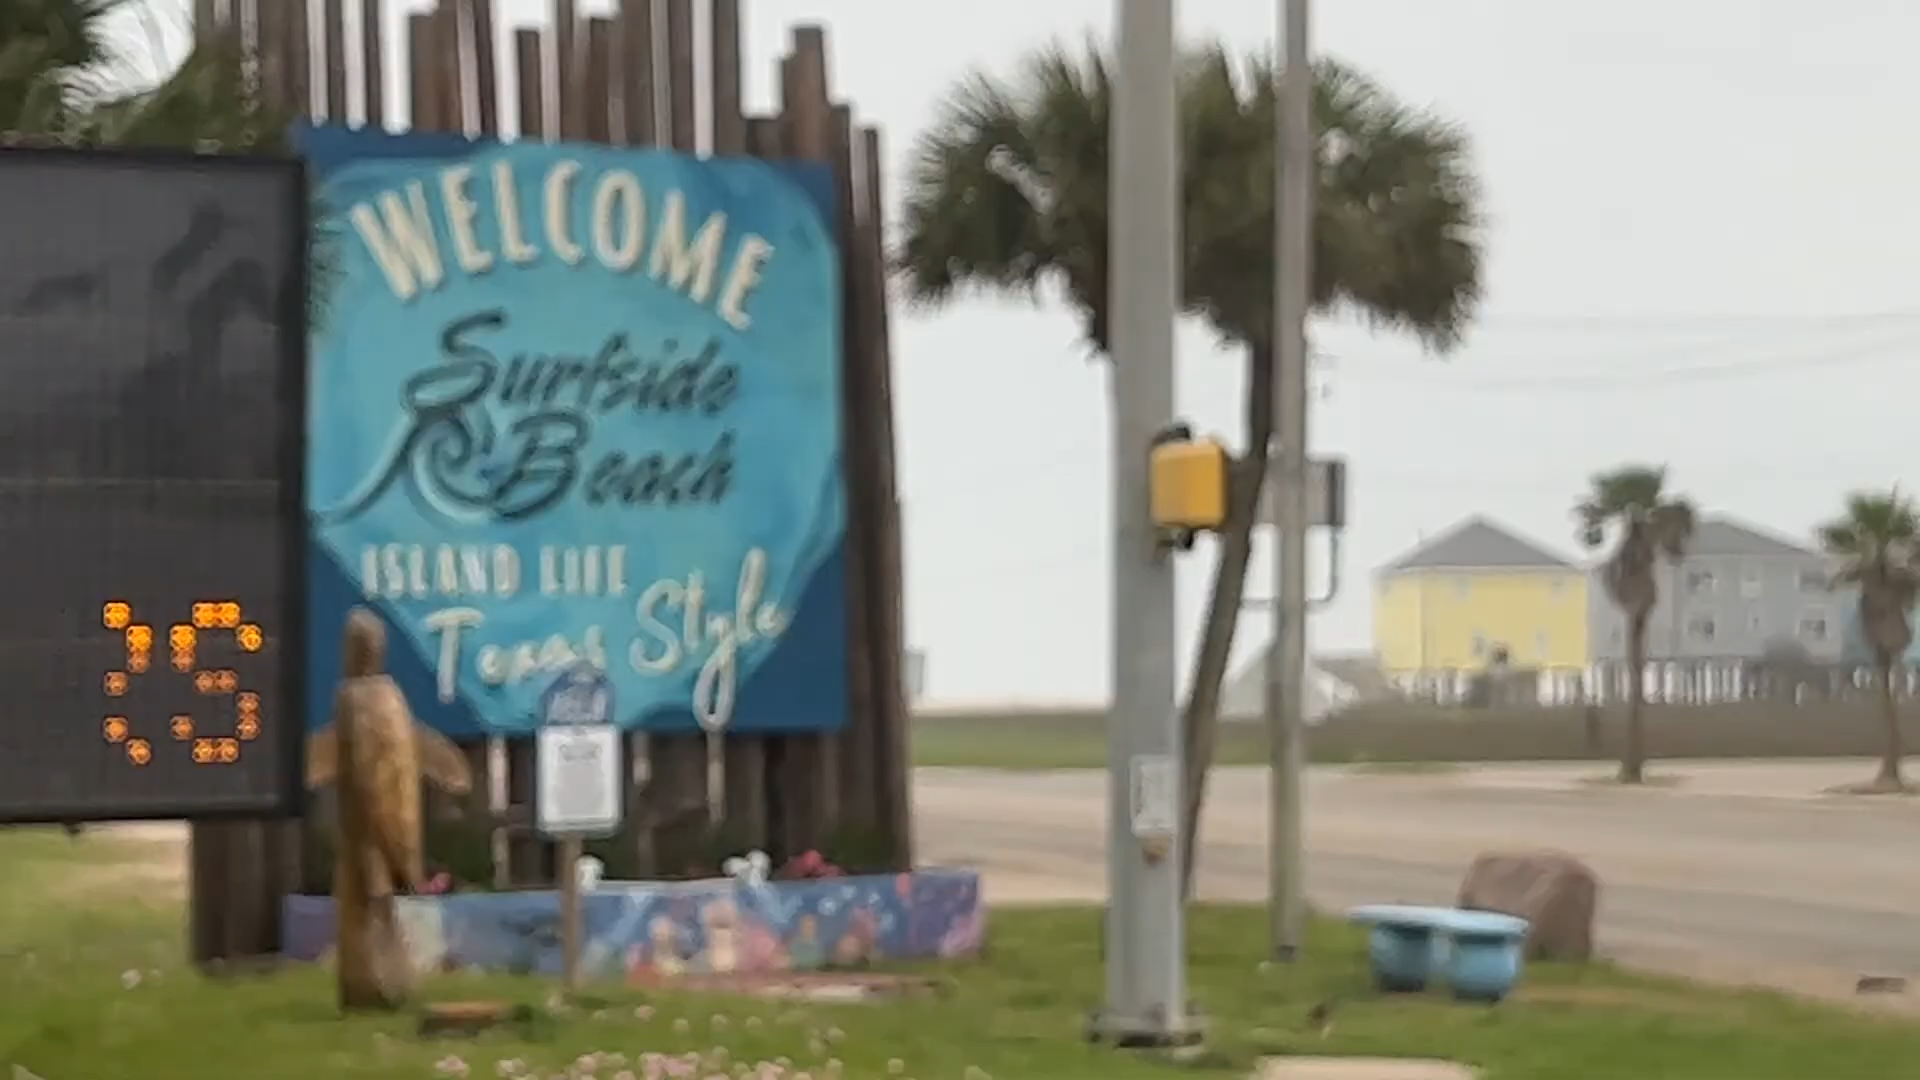 WELCOME
Surfside
Beach
ISLAND LIFE
Texas Style